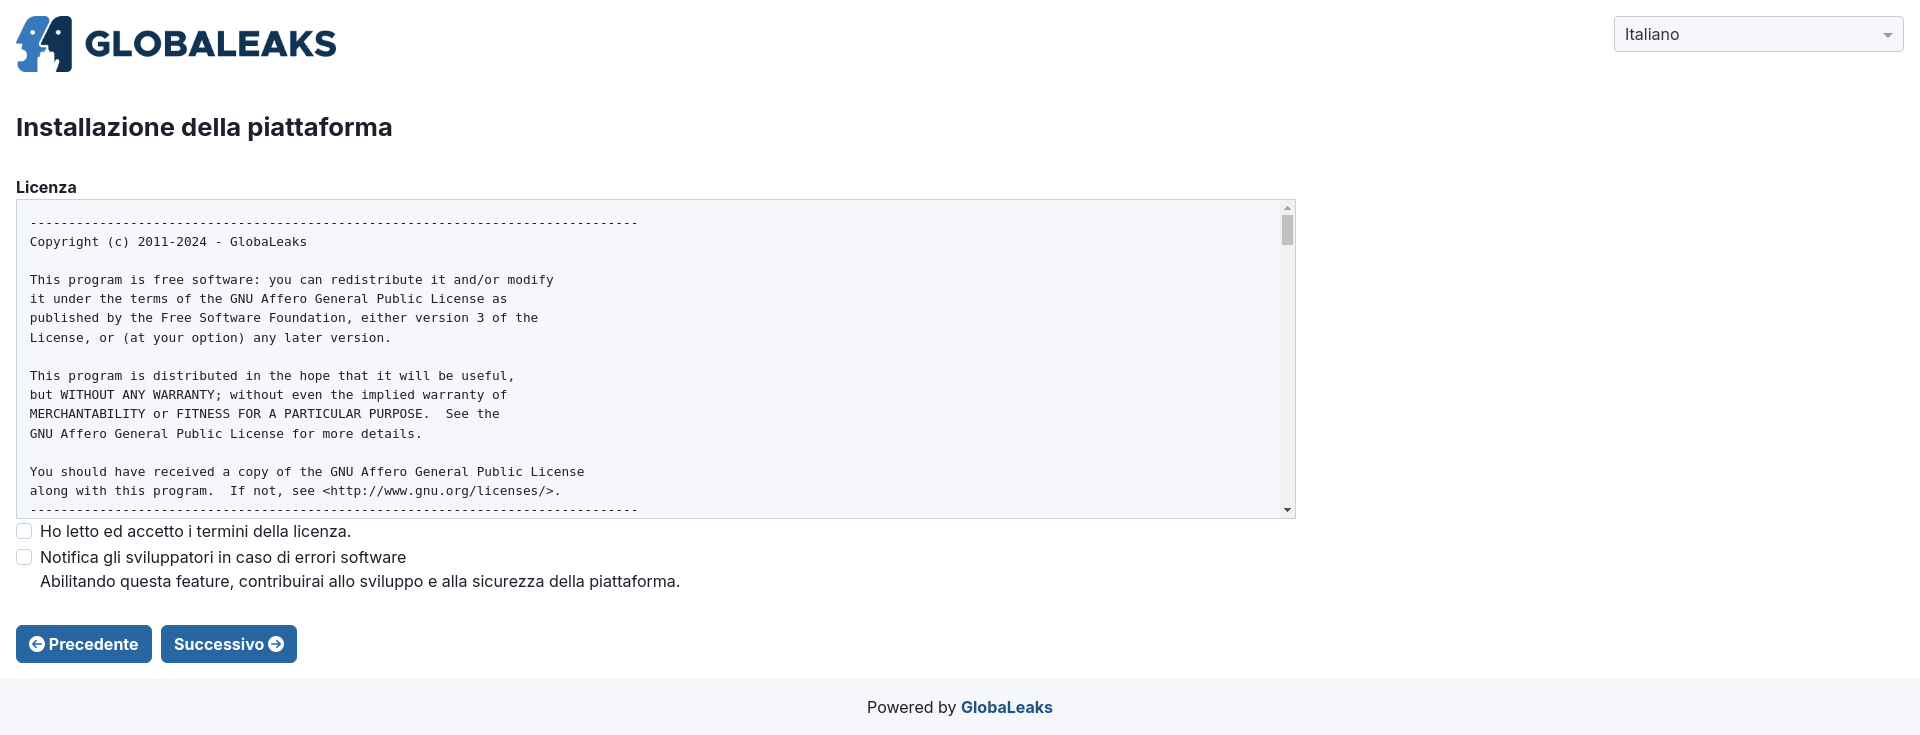 GLOBALEAKS
Italiano
Installazione della piattaforma
Licenza
-------------------------------------------------------------------------------
Copyright (c) 2011-2024 - GlobaLeaks
This program is free software: you can redistribute it and/or modify
it under the terms of the GNU Affero General Public License as
published by the Free Software Foundation, either version 3 of the
License, or (at your option) any later version.
This program is distributed in the hope that it will be useful,
but WITHOUT ANY WARRANTY; without even the implied warranty of
MERCHANTABILITY or FITNESS FOR A PARTICULAR PURPOSE.  See the
GNU Affero General Public License for more details.
You should have received a copy of the GNU Affero General Public License
along with this program.  If not, see <http://www.gnu.org/licenses/>.
-------------------------------------------------------------------------------
Ho letto ed accetto i termini della licenza.
Notifica gli sviluppatori in caso di errori software
Abilitando questa feature, contribuirai allo sviluppo e alla sicurezza della piattaforma.
Precedente Successivo
Powered by GlobaLeaks